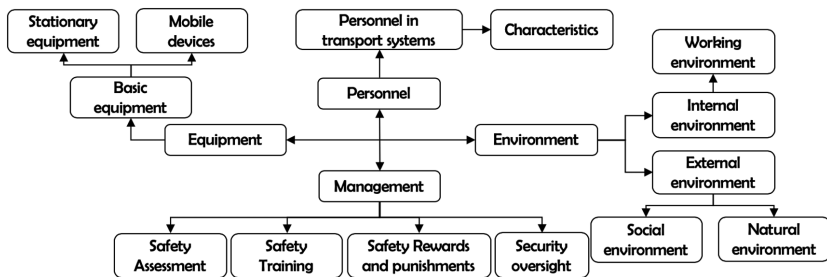 Stationary
equipment
Mobile
devices
Personnel in
transport systems
Characteristics
Working
environment
Basic
equipment
Personnel
Internal
environment
Equipment
Environment
External
environment
Management
Safety
Assessment
Safety
Training
Safety Rewards
and punishments
Security
oversight
Social
environment
Natural
environment